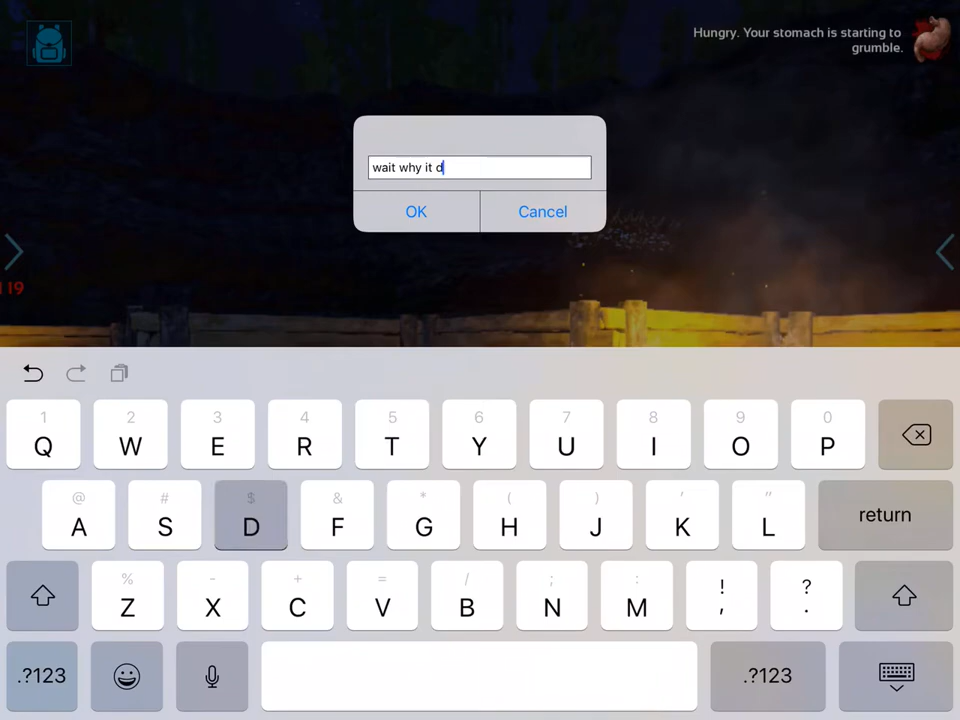 Hungry. Your stomach is starting to
grumble.
wait why it d
OK Cancel
119
1 2 3 4 5 6 7 8 9 0
Q W E R T Y U I O P
@ # $ & * ( ) ' "
A S D F G H J K L return
% - + = / ; : ! ?
Z X C V B N M , .
.?123 .?123